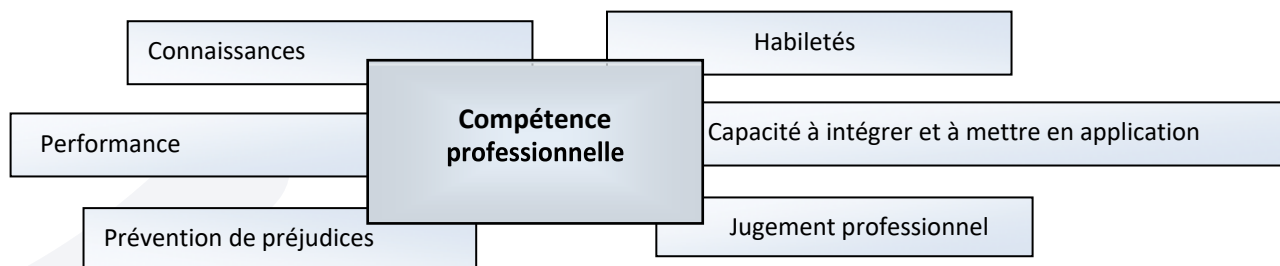 Connaissances
Habiletés
Compétence
professionnelle
Performance
Capacité à intégrer et à mettre en application
Prévention de préjudices
Jugement professionnel